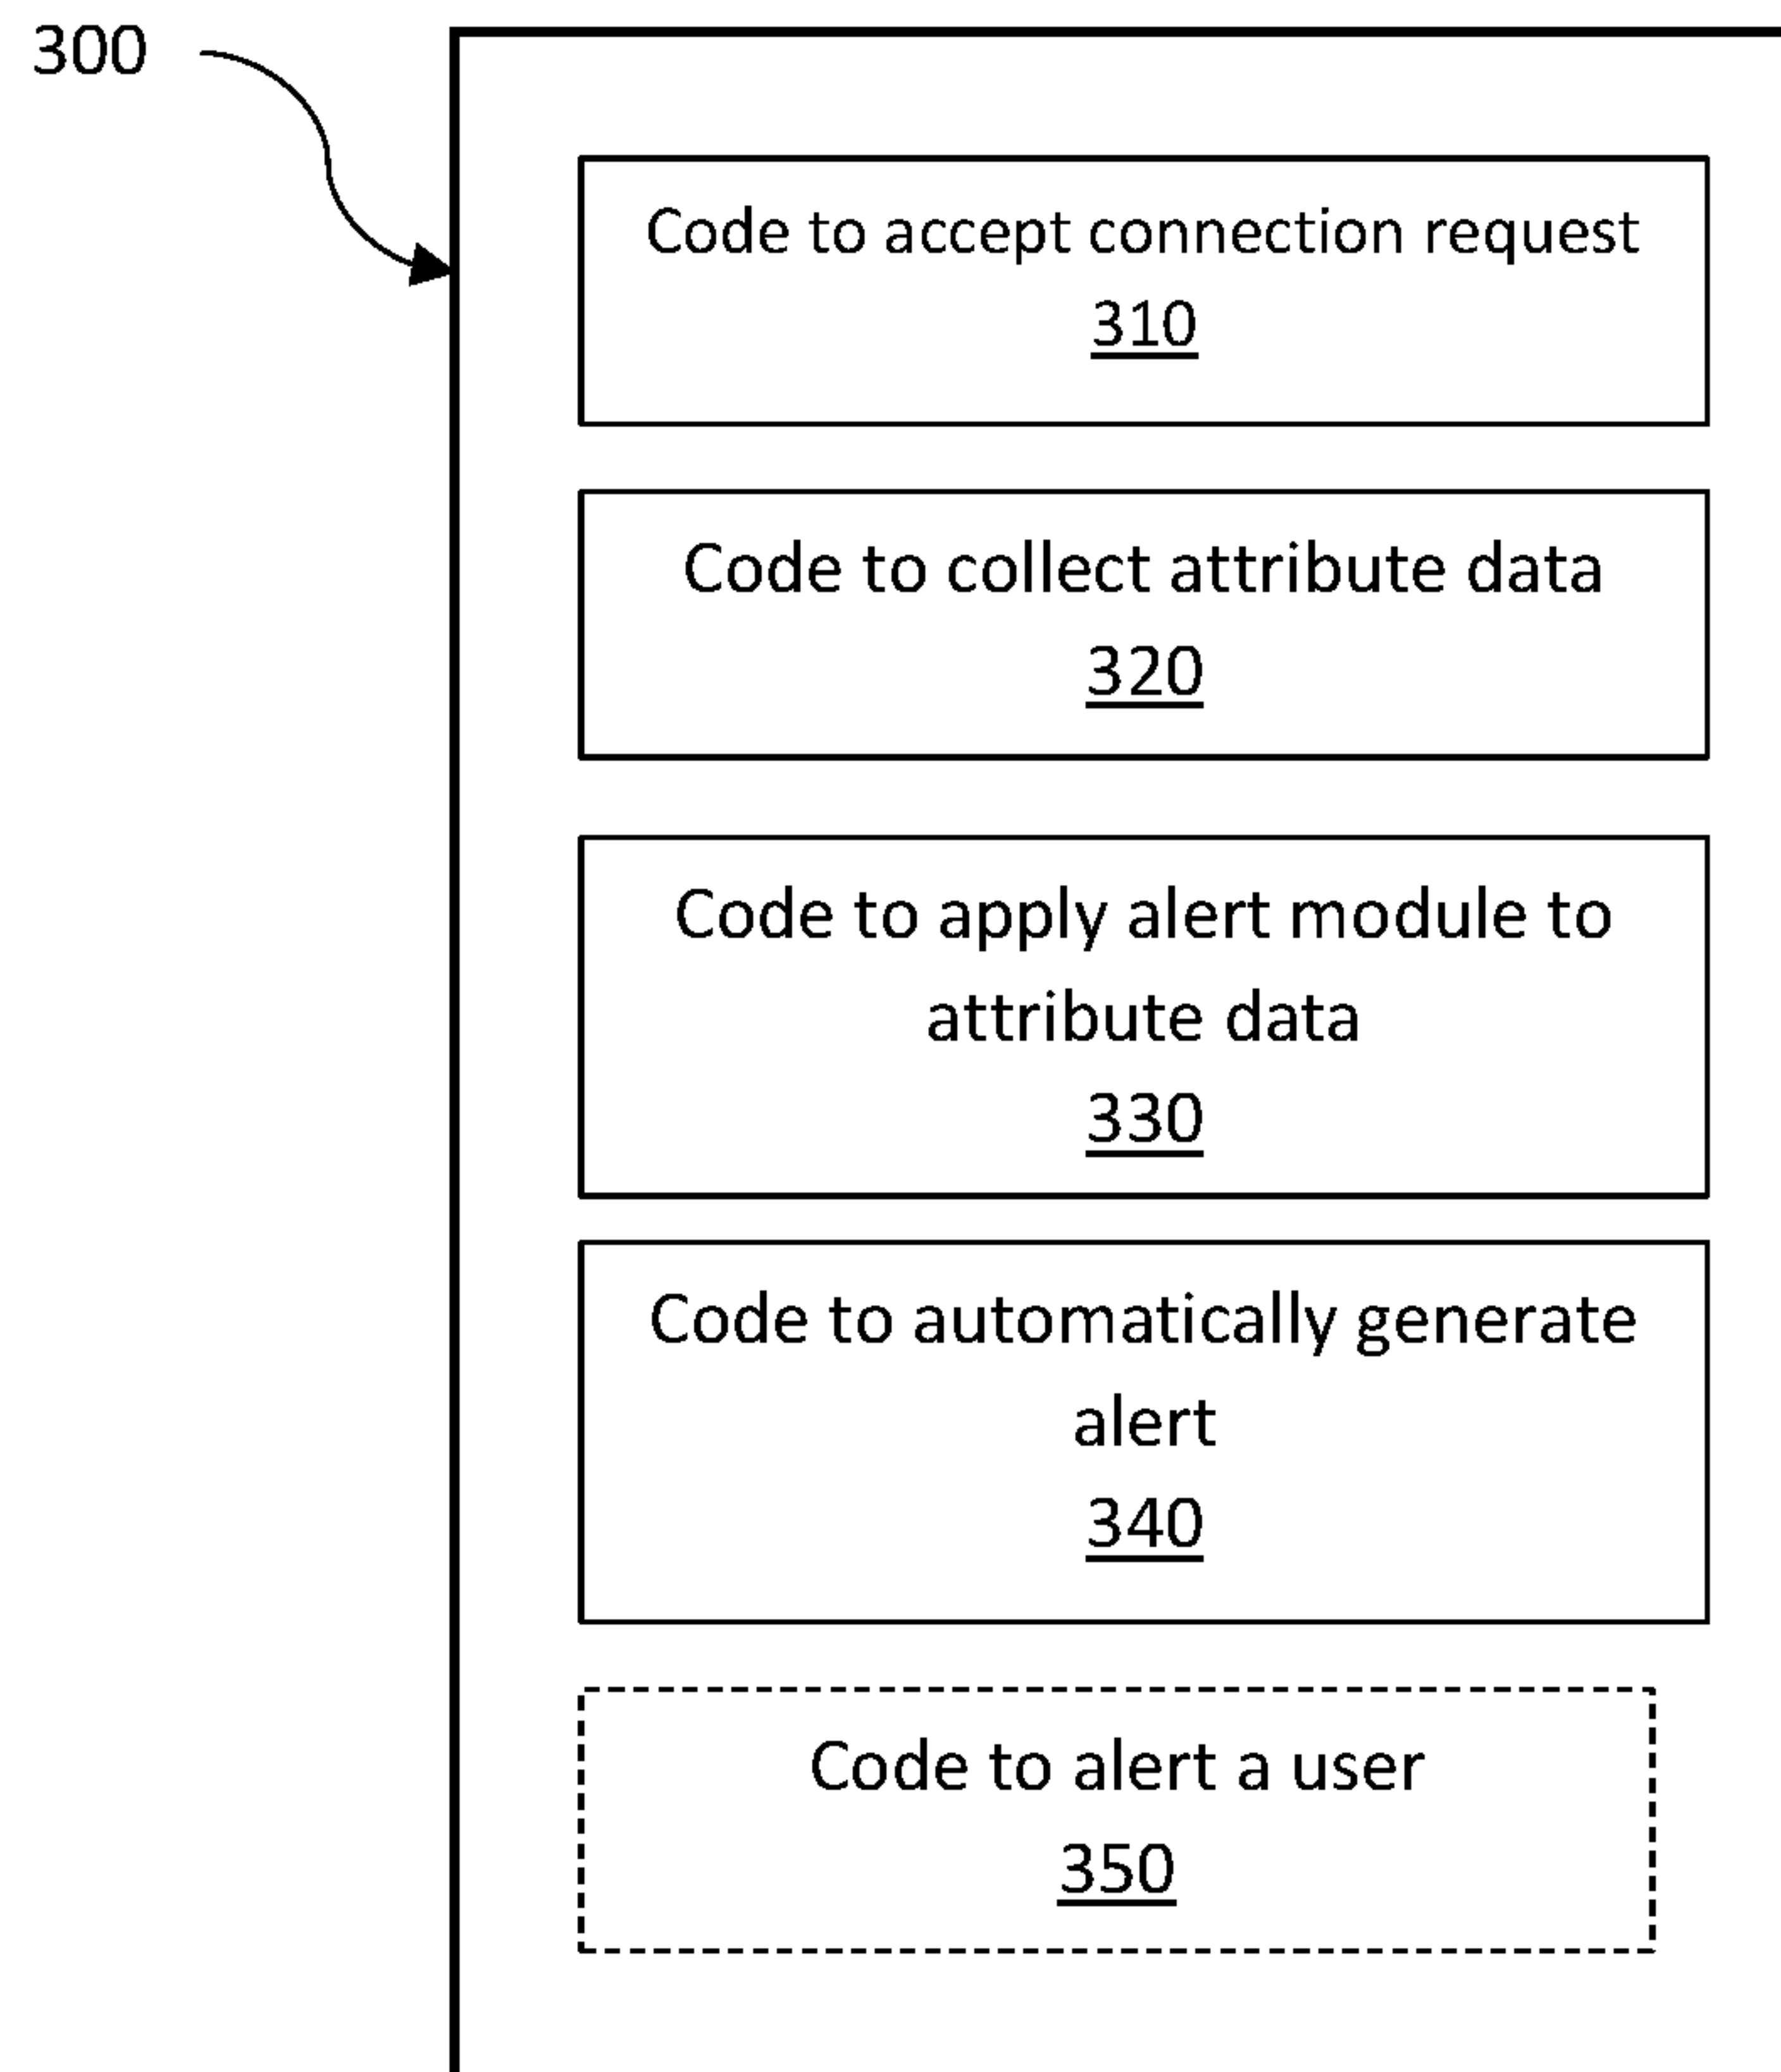 300
Code to accept connection request
310
Code to collect attribute data
320
Code to apply alert module to
attribute data
330
Code to automatically generate
alert
340
Code to alert a user
350